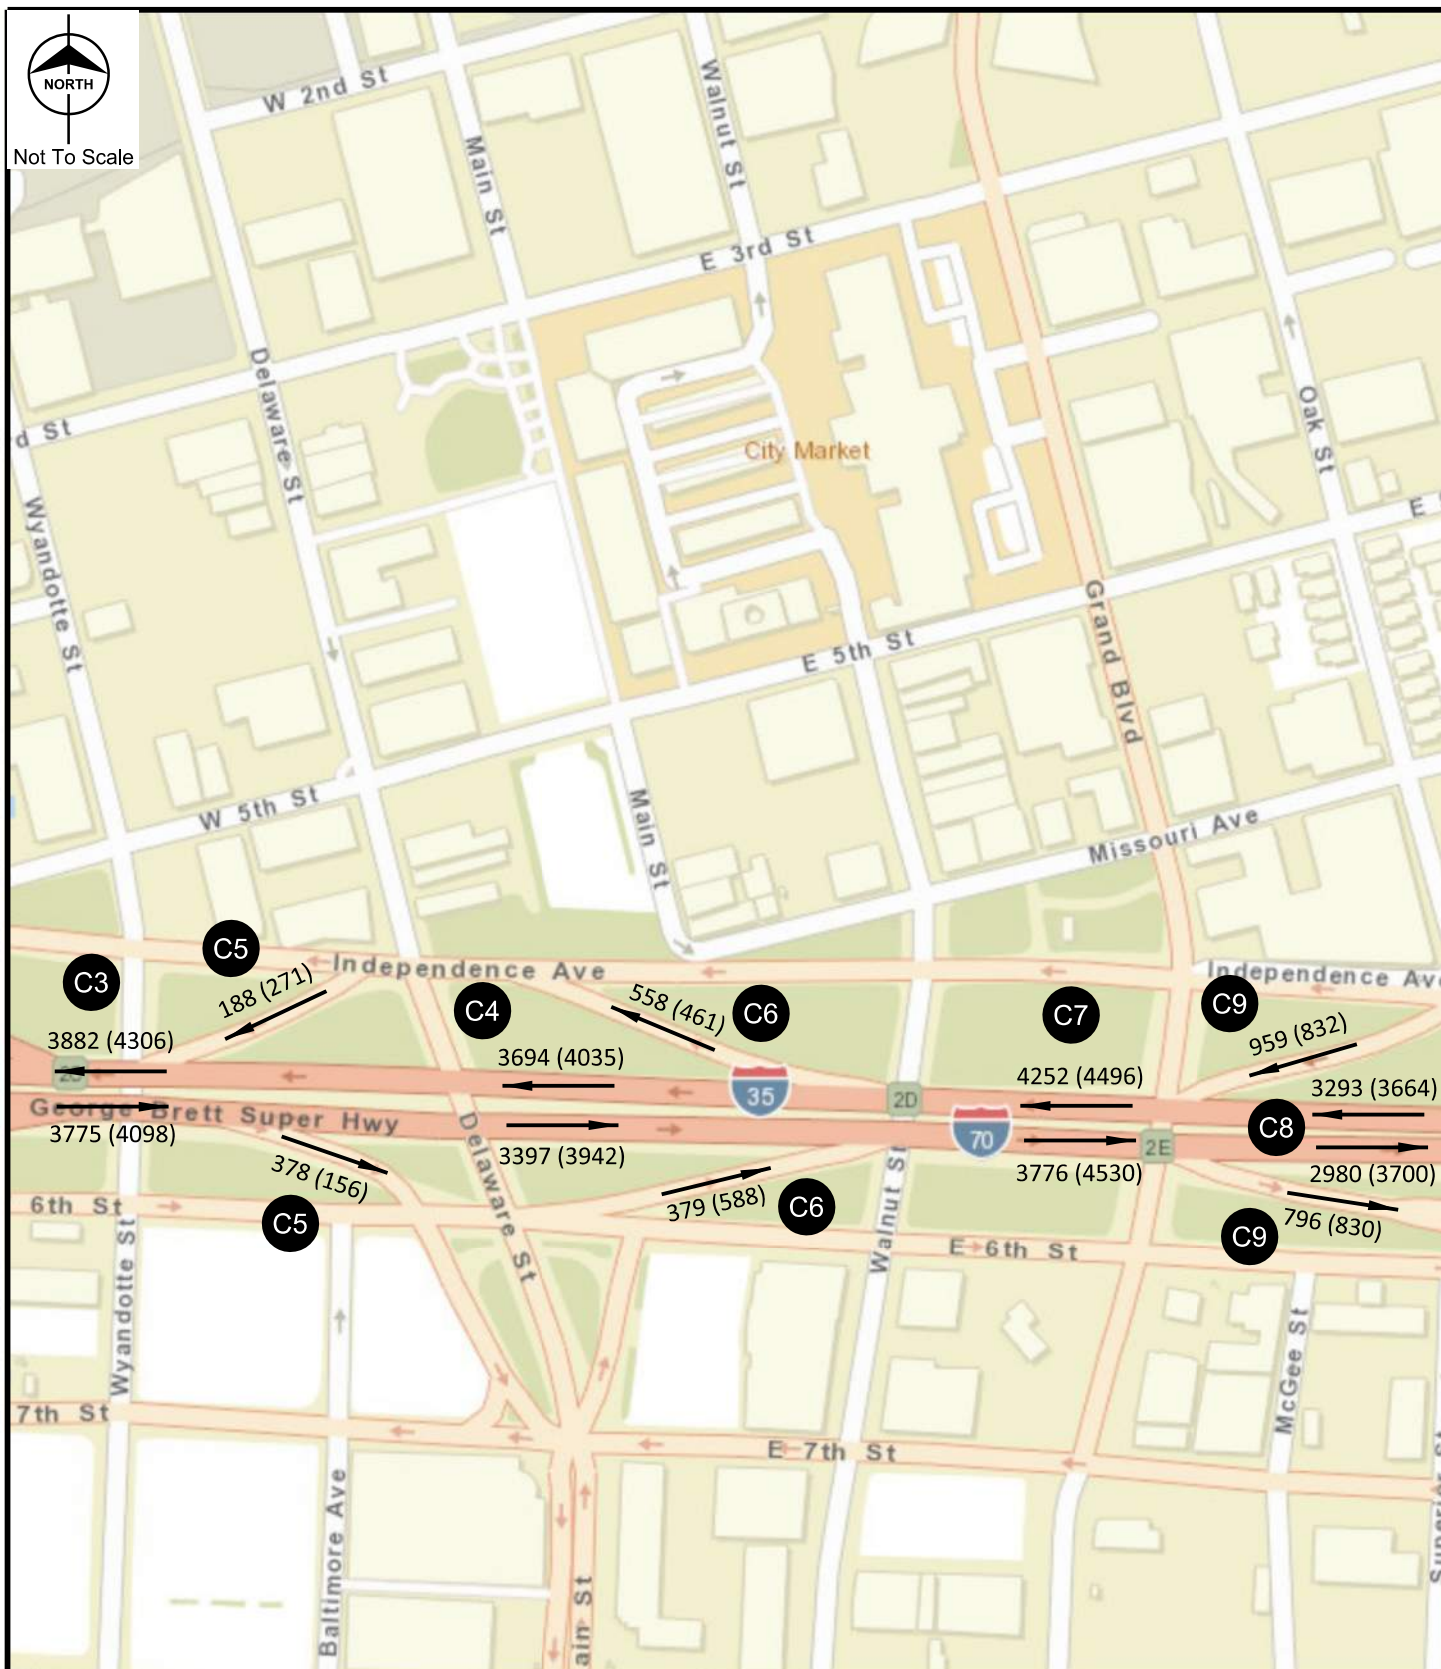 NORTH
Not To Scale
W 2nd St
Main St
Walnut St
E 3rd St
Delaware St
rd St
City Market
Oak St
Wyandotte St
Grand Blvd
E
E 5th St
W 5th St
Main St
Missouri Ave
C5
Independence Ave
Independence Av
C3
188 (271)
C4
558 (461)
C6
C7
C9
959 (832)
3882 (4306)
3694 (4035)
35
4252 (4496)
3293 (3664)
2D
George Brett Super Hwy
70
C8
3775 (4098)
3397 (3942)
3776 (4530)
2E
2980 (3700)
378 (156)
Delaware St
379 (588)
C6
Walnut St
796 (830)
6th St
C5
E 6th St
C9
Wyandotte St
McGee St
7th St
E 7th St
Baltimore Ave
ain St
Superior St